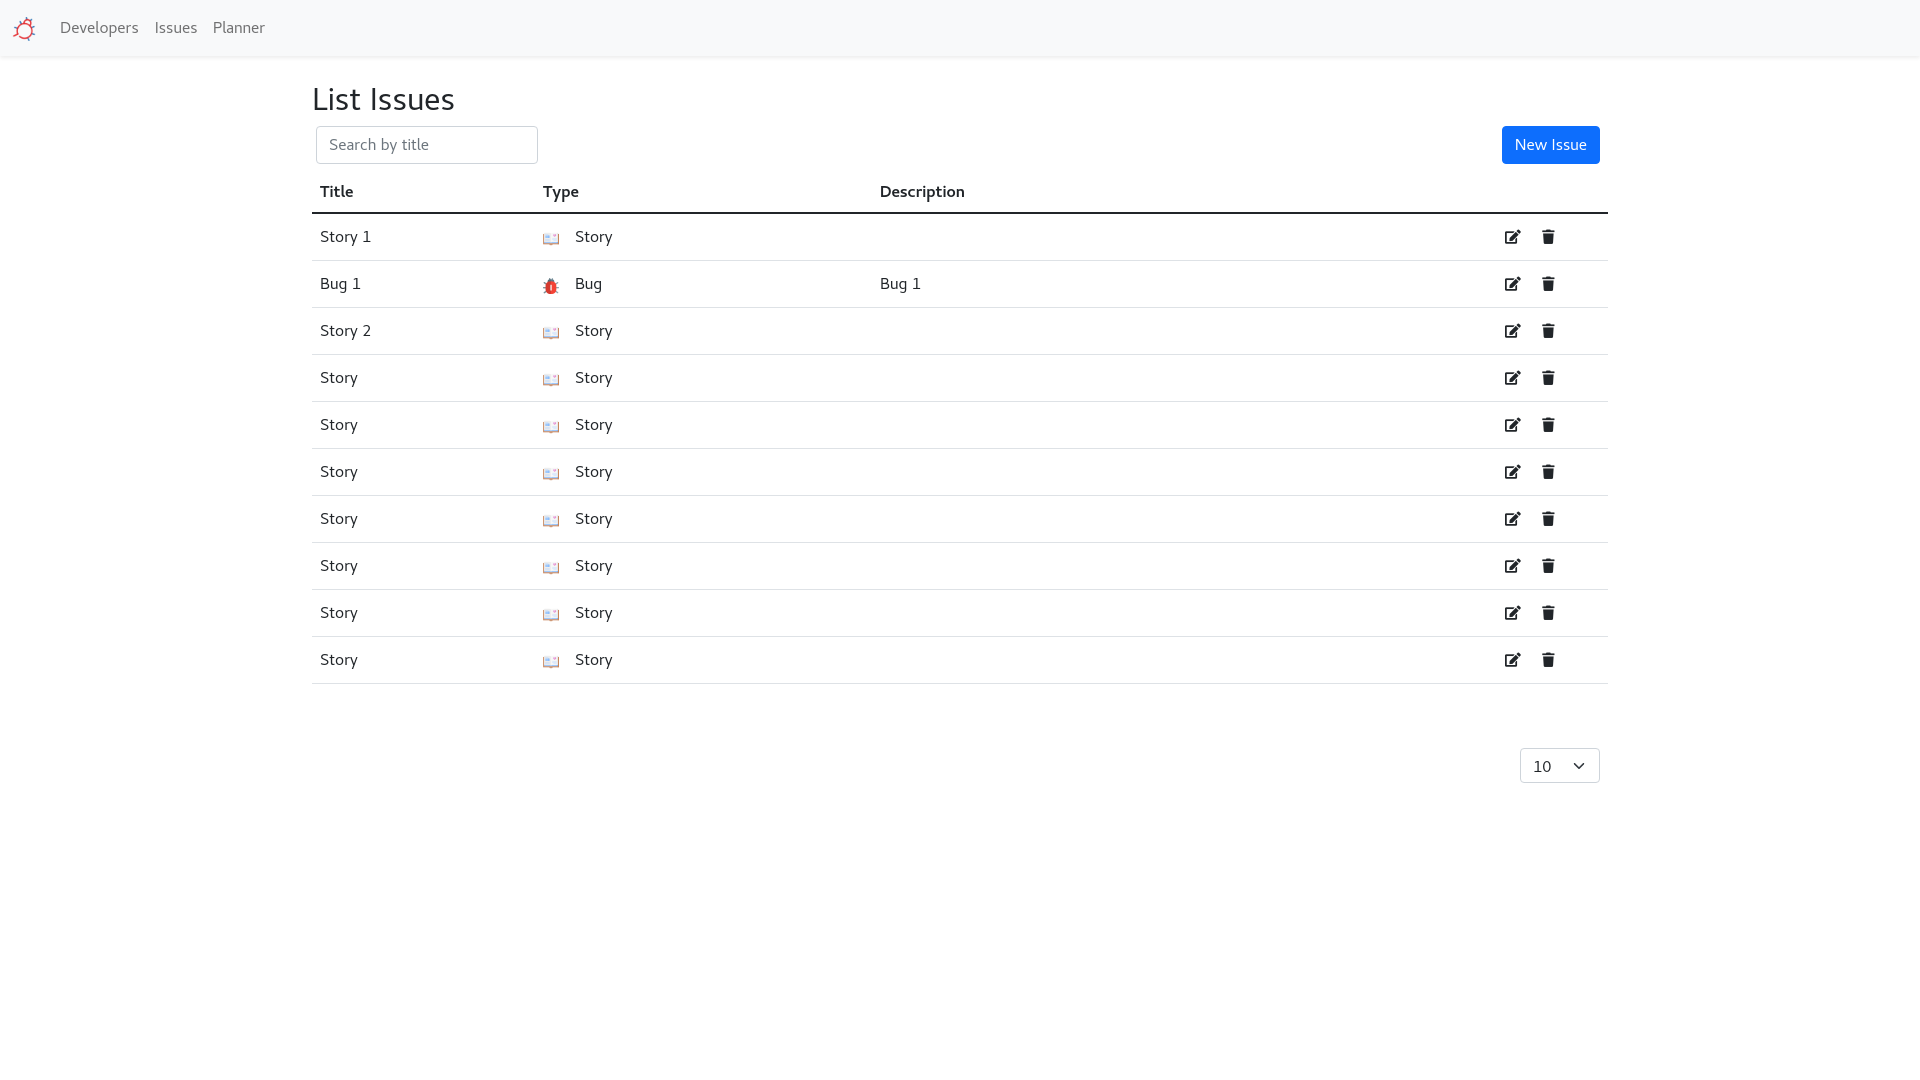 Developers Issues Planner
List Issues
Search by title
New Issue
Title Type Description
Story 1 Story
Bug 1 Bug Bug 1
Story 2 Story
Story Story
Story Story
Story Story
Story Story
Story Story
Story Story
Story Story
10